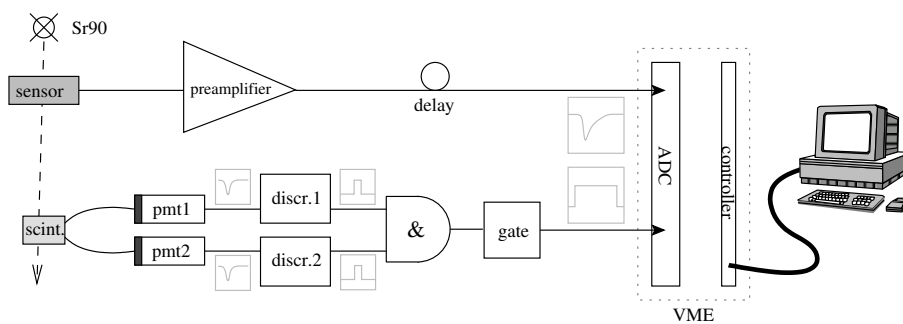 Sr90
sensor
preamplifier
delay
ADC
controller
scint.
pmt1
discr.1
&
gate
pmt2
discr.2
VME